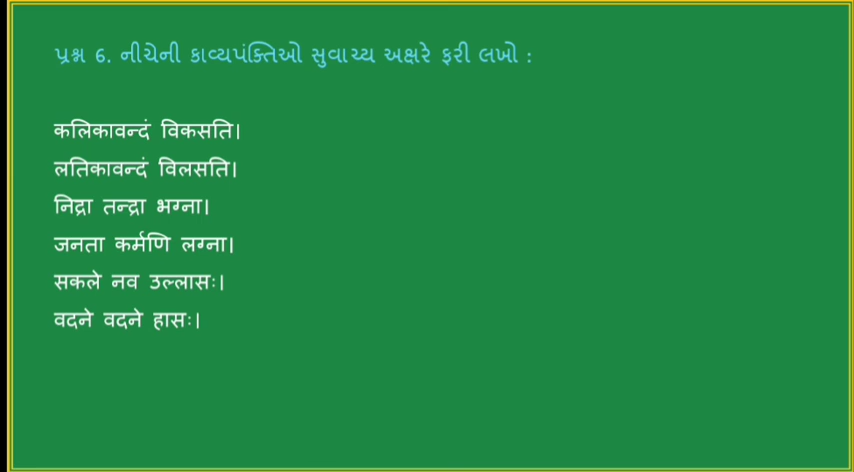 પ્રશ્ન 6. નીચેની કાવ્યપંક્તિઓ સુવાચ્ય અક્ષરે ફરી લખો :
कलिकावन्दं विकसति।
लतिकावन्दं विलसति।
निद्रा तन्द्रा भग्ना।
जनता कर्मणि लग्ना।
सकले नव उल्लासः।
वदने वदने हासः।